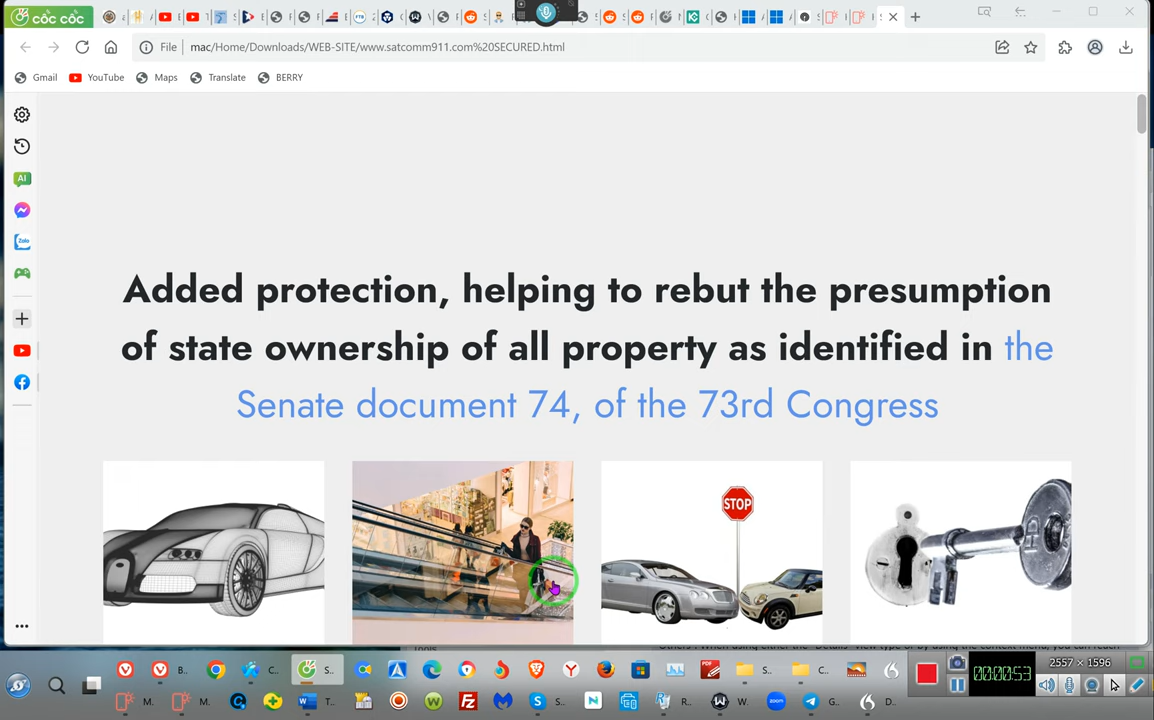 cốc cốc
File
mac/Home/Downloads/WEB-SITE/www.satcomm911.com%20SECURED.html
Gmail
YouTube
Maps
Translate
BERRY
AI
Zalo
Added protection, helping to rebut the presumption
of state ownership of all property as identified in the
Senate document 74, of the 73rd Congress
STOP
2557 × 1596
00:00:53